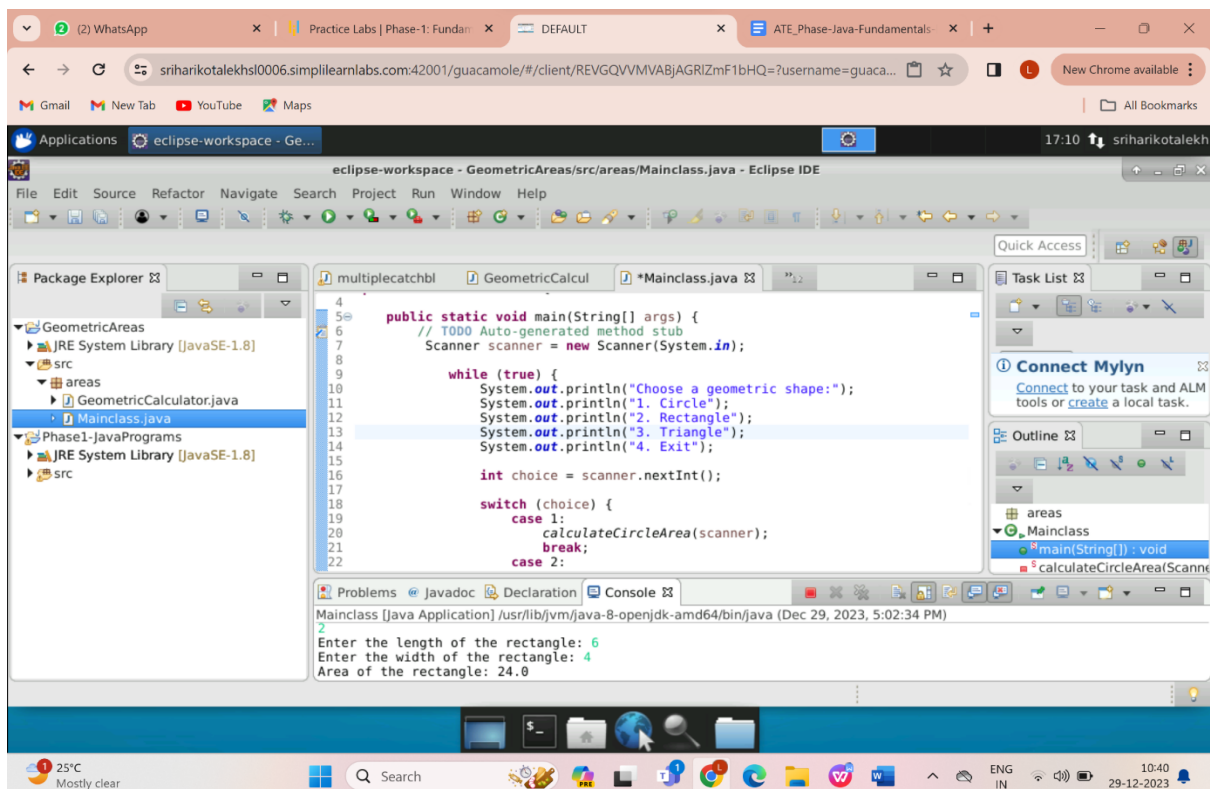 2 (2) WhatsApp
Practice Labs | Phase-1: Fundam
DEFAULT
ATE_Phase-Java-Fundamentals-
sriharikotalekhsl0006.simplilearnlabs.com:42001/guacamole/#/client/REVGQVVMVABjAGRlZmF1bHQ=?username=guaca...
L
New Chrome available
Gmail New Tab YouTube Maps
All Bookmarks
Applications eclipse-workspace - Ge...
17:10 sriharikotalekh
eclipse-workspace - GeometricAreas/src/areas/Mainclass.java - Eclipse IDE
File Edit Source Refactor Navigate Search Project Run Window Help
Quick Access
Package Explorer
GeometricAreas
JRE System Library [JavaSE-1.8]
src
areas
GeometricCalculator.java
Mainclass.java
Phase1-JavaPrograms
JRE System Library [JavaSE-1.8]
src
multiplecatchbl GeometricCalcul *Mainclass.java »12
4
5 public static void main(String[] args) {
6 // TODO Auto-generated method stub
7 Scanner scanner = new Scanner(System.in);
8
9 while (true) {
10 System.out.println("Choose a geometric shape:");
11 System.out.println("1. Circle");
12 System.out.println("2. Rectangle");
13 System.out.println("3. Triangle");
14 System.out.println("4. Exit");
15
16 int choice = scanner.nextInt();
17
18 switch (choice) {
19 case 1:
20 calculateCircleArea(scanner);
21 break;
22 case 2:
Task List
Connect Mylyn
Connect to your task and ALM
tools or create a local task.
Outline
areas
Mainclass
main(String[]) : void
calculateCircleArea(Scanne
Problems Javadoc Declaration Console
Mainclass [Java Application] /usr/lib/jvm/java-8-openjdk-amd64/bin/java (Dec 29, 2023, 5:02:34 PM)
2
Enter the length of the rectangle: 6
Enter the width of the rectangle: 4
Area of the rectangle: 24.0
1 25°C
Mostly clear
Search
PRE
ENG
IN
10:40
29-12-2023